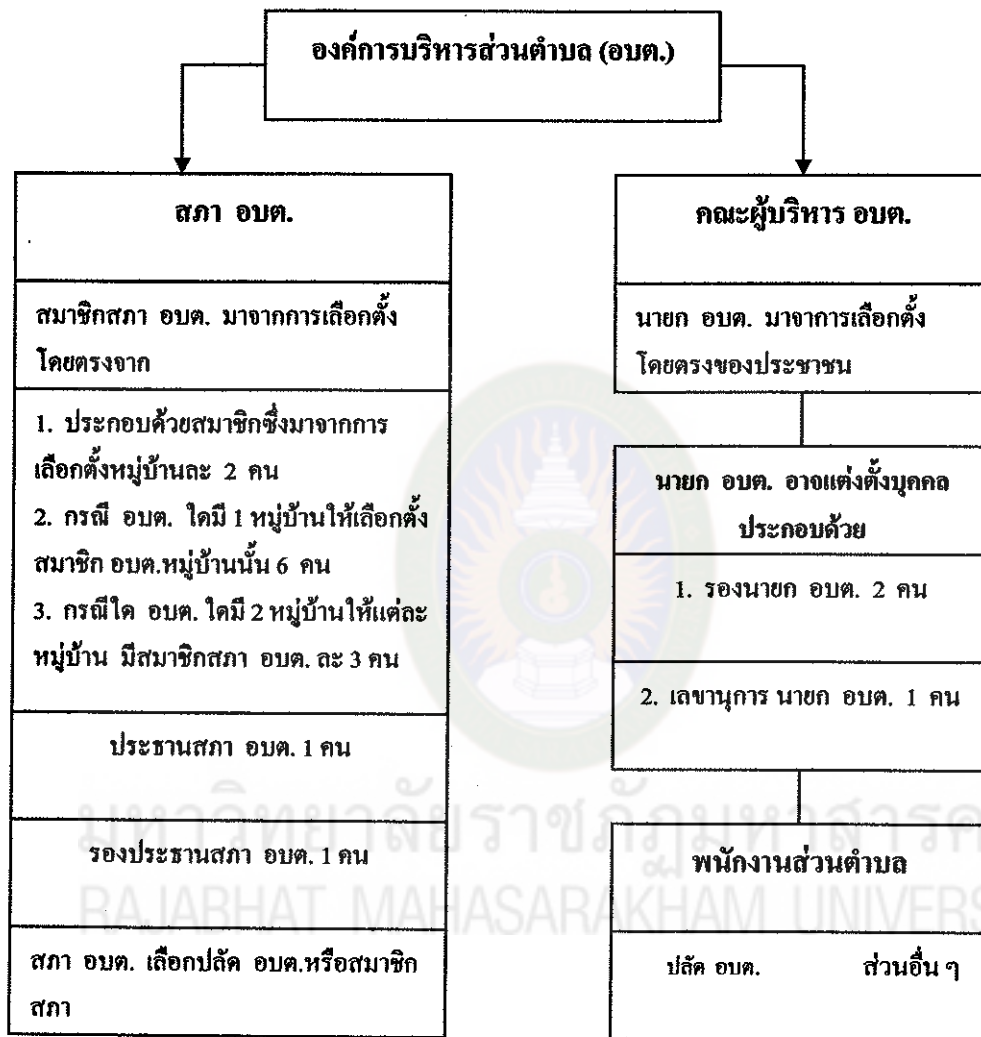 องค์การบริหารส่วนตำบล (อบต.)
สภา อบต.
สมาชิกสภา อบต. มาจากการเลือกตั้ง
โดยตรงจาก
1. ประกอบด้วยสมาชิกซึ่งมาจากการ
เลือกตั้งหมู่บ้านละ 2 คน
2. กรณี อบต. ใดมี 1 หมู่บ้านให้เลือกตั้ง
สมาชิก อบต.หมู่บ้านนั้น 6 คน
3. กรณีใด อบต. ใดมี 2 หมู่บ้านให้แต่ละ
หมู่บ้าน มีสมาชิกสภา อบต. ละ 3 คน
ประธานสภา อบต. 1 คน
รองประธานสภา อบต. 1 คน
สภา อบต. เลือกปลัด อบต.หรือสมาชิก
สภา
คณะผู้บริหาร อบต.
นายก อบต. มาจาการเลือกตั้ง
โดยตรงของประชาชน
นายก อบต. อาจแต่งตั้งบุคคล
ประกอบด้วย
1. รองนายก อบต. 2 คน
2. เลขานุการ นายก อบต. 1 คน
พนักงานส่วนตำบล
ปลัด อบต. ส่วนอื่น ๆ
มหาวิทยาลัยราชภัฏมหาสารค
RAJABHAT MAHASARAKHAM UNIVERS